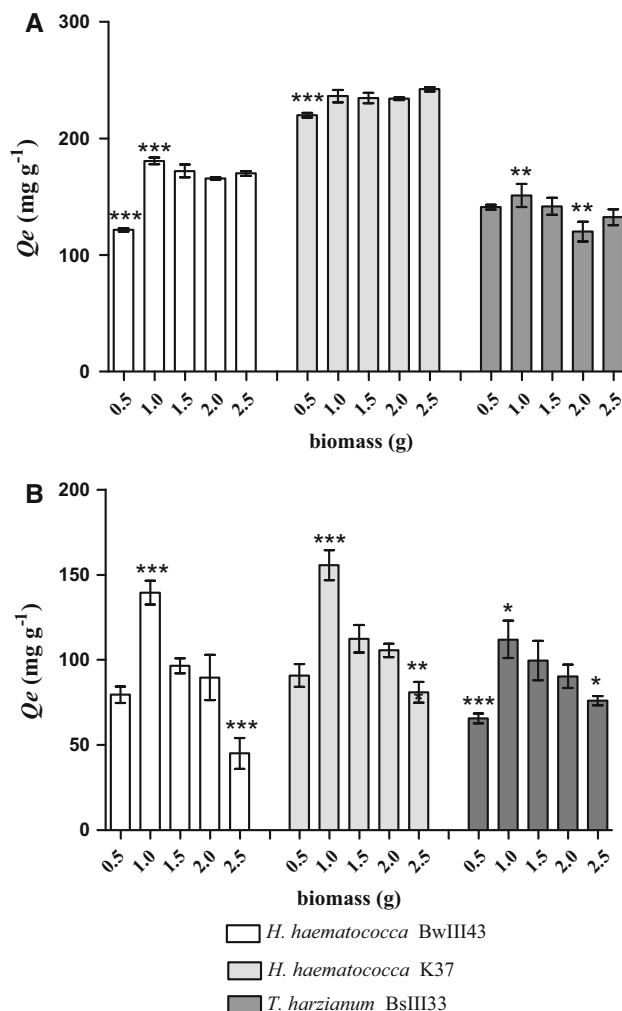 A
300
200
100
0
Qe (mg g⁻¹)
*** *** *** ** **
0.5 1.0 1.5 2.0 2.5 0.5 1.0 1.5 2.0 2.5 0.5 1.0 1.5 2.0 2.5
biomass (g)
B
200
150
100
50
0
Qe (mg g⁻¹)
*** *** *** *** *** * *
0.5 1.0 1.5 2.0 2.5 0.5 1.0 1.5 2.0 2.5 0.5 1.0 1.5 2.0 2.5
biomass (g)
H. haematococca BwIII43
H. haematococca K37
T. harzianum BsIII33